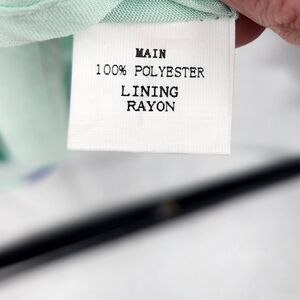 MAIN
100% POLYESTER
LINING
RAYON